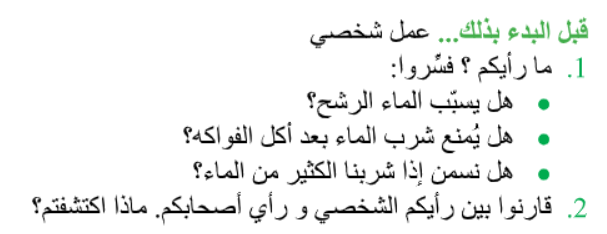 قبل البدء بذلك... عمل شخصي
1. ما رأيكم ؟ فسِّروا:
• هل يسبّب الماء الرشح؟
• هل يُمنع شرب الماء بعد أكل الفواكه؟
• هل نسمن إذا شربنا الكثير من الماء؟
2. قارنوا بين رأيكم الشخصي و رأي أصحابكم. ماذا اكتشفتم؟